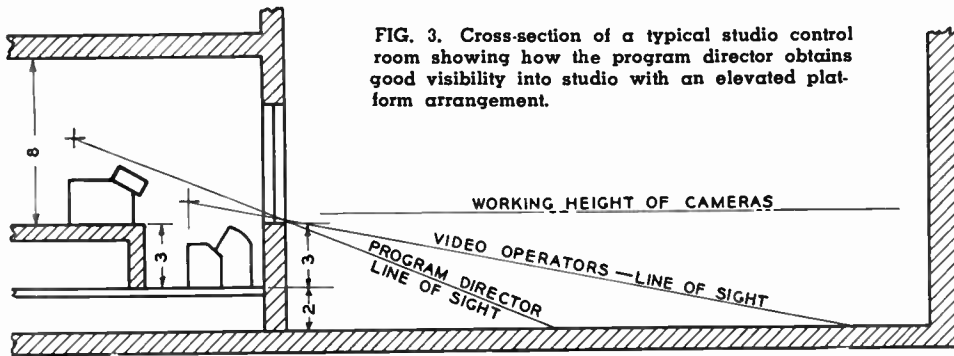 FIG. 3. Cross-section of a typical studio control
room showing how the program director obtains
good visibility into studio with an elevated plat-
form arrangement.
8
WORKING HEIGHT OF CAMERAS
3
3
VIDEO OPERATORS — LINE OF SIGHT
PROGRAM DIRECTOR
LINE OF SIGHT
2